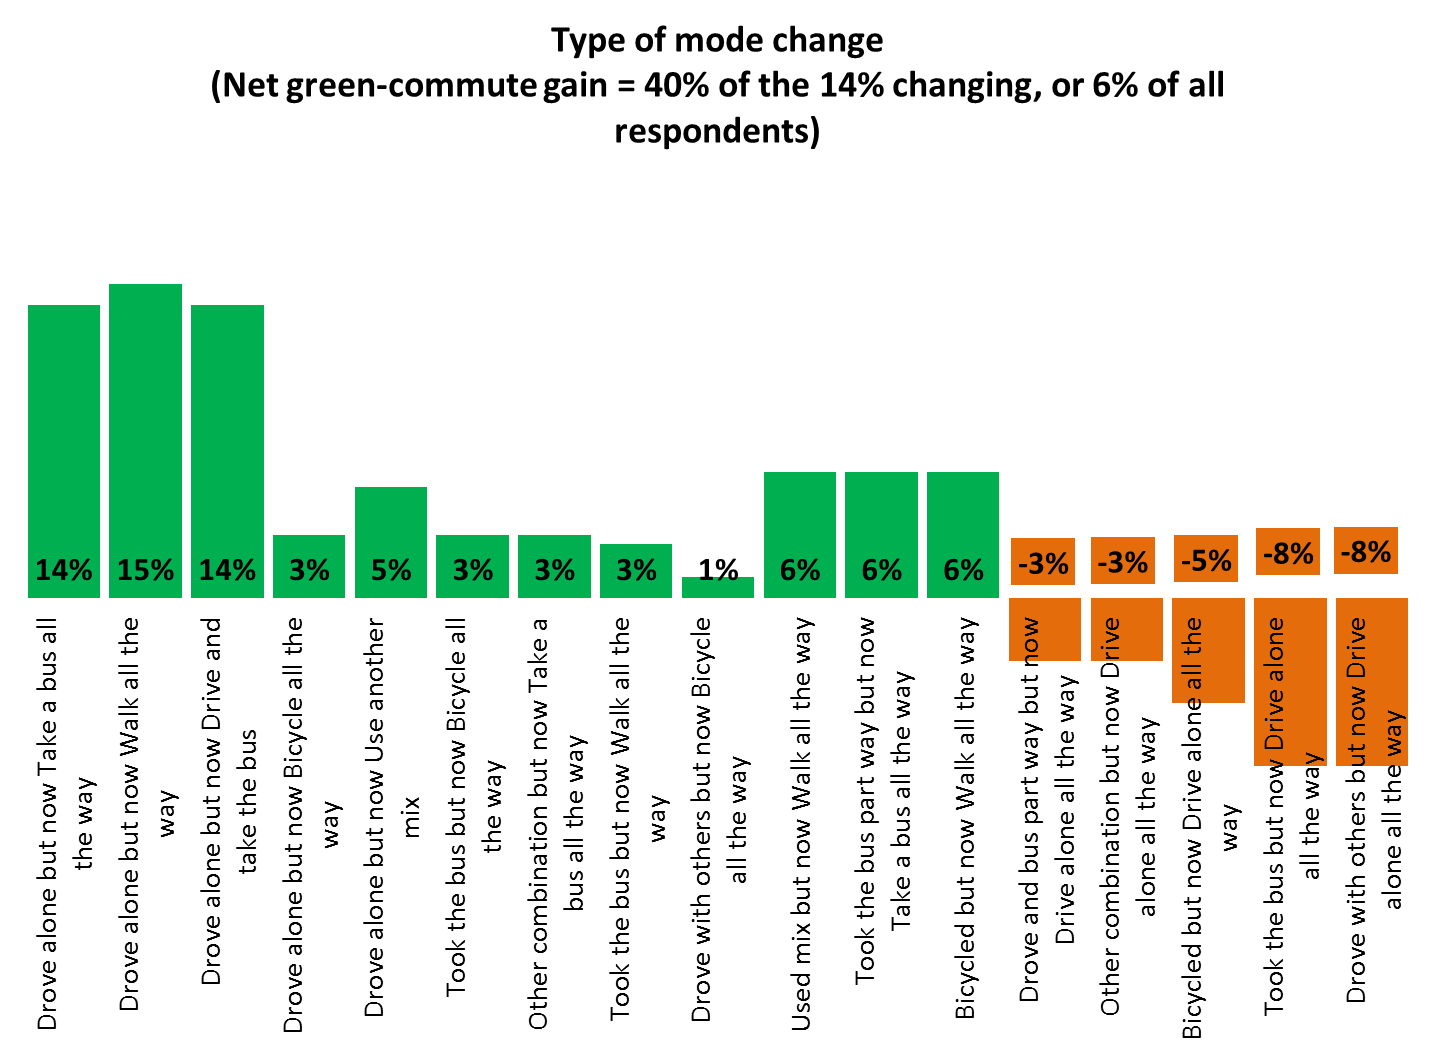 Type of mode change
(Net green-commute gain = 40% of the 14% changing, or 6% of all
respondents)
14%
15%
14%
3%
5%
3%
3%
3%
1%
6%
6%
6%
-3%
-3%
-5%
-8%
-8%
Drove alone but now Take a bus all
the way
Drove alone but now Walk all the
way
Drove alone but now Drive and
take the bus
Drove alone but now Bicycle all the
way
Drove alone but now Use another
mix
Took the bus but now Bicycle all
the way
Other combination but now Take a
bus all the way
Took the bus but now Walk all the
way
Drove with others but now Bicycle
all the way
Used mix but now Walk all the way
Took the bus part way but now
Take a bus all the way
Bicycled but now Walk all the way
Drove and bus part way but now
Drive alone all the way
Other combination but now Drive
alone all the way
Bicycled but now Drive alone all the
way
Took the bus but now Drive alone
all the way
Drove with others but now Drive
alone all the way